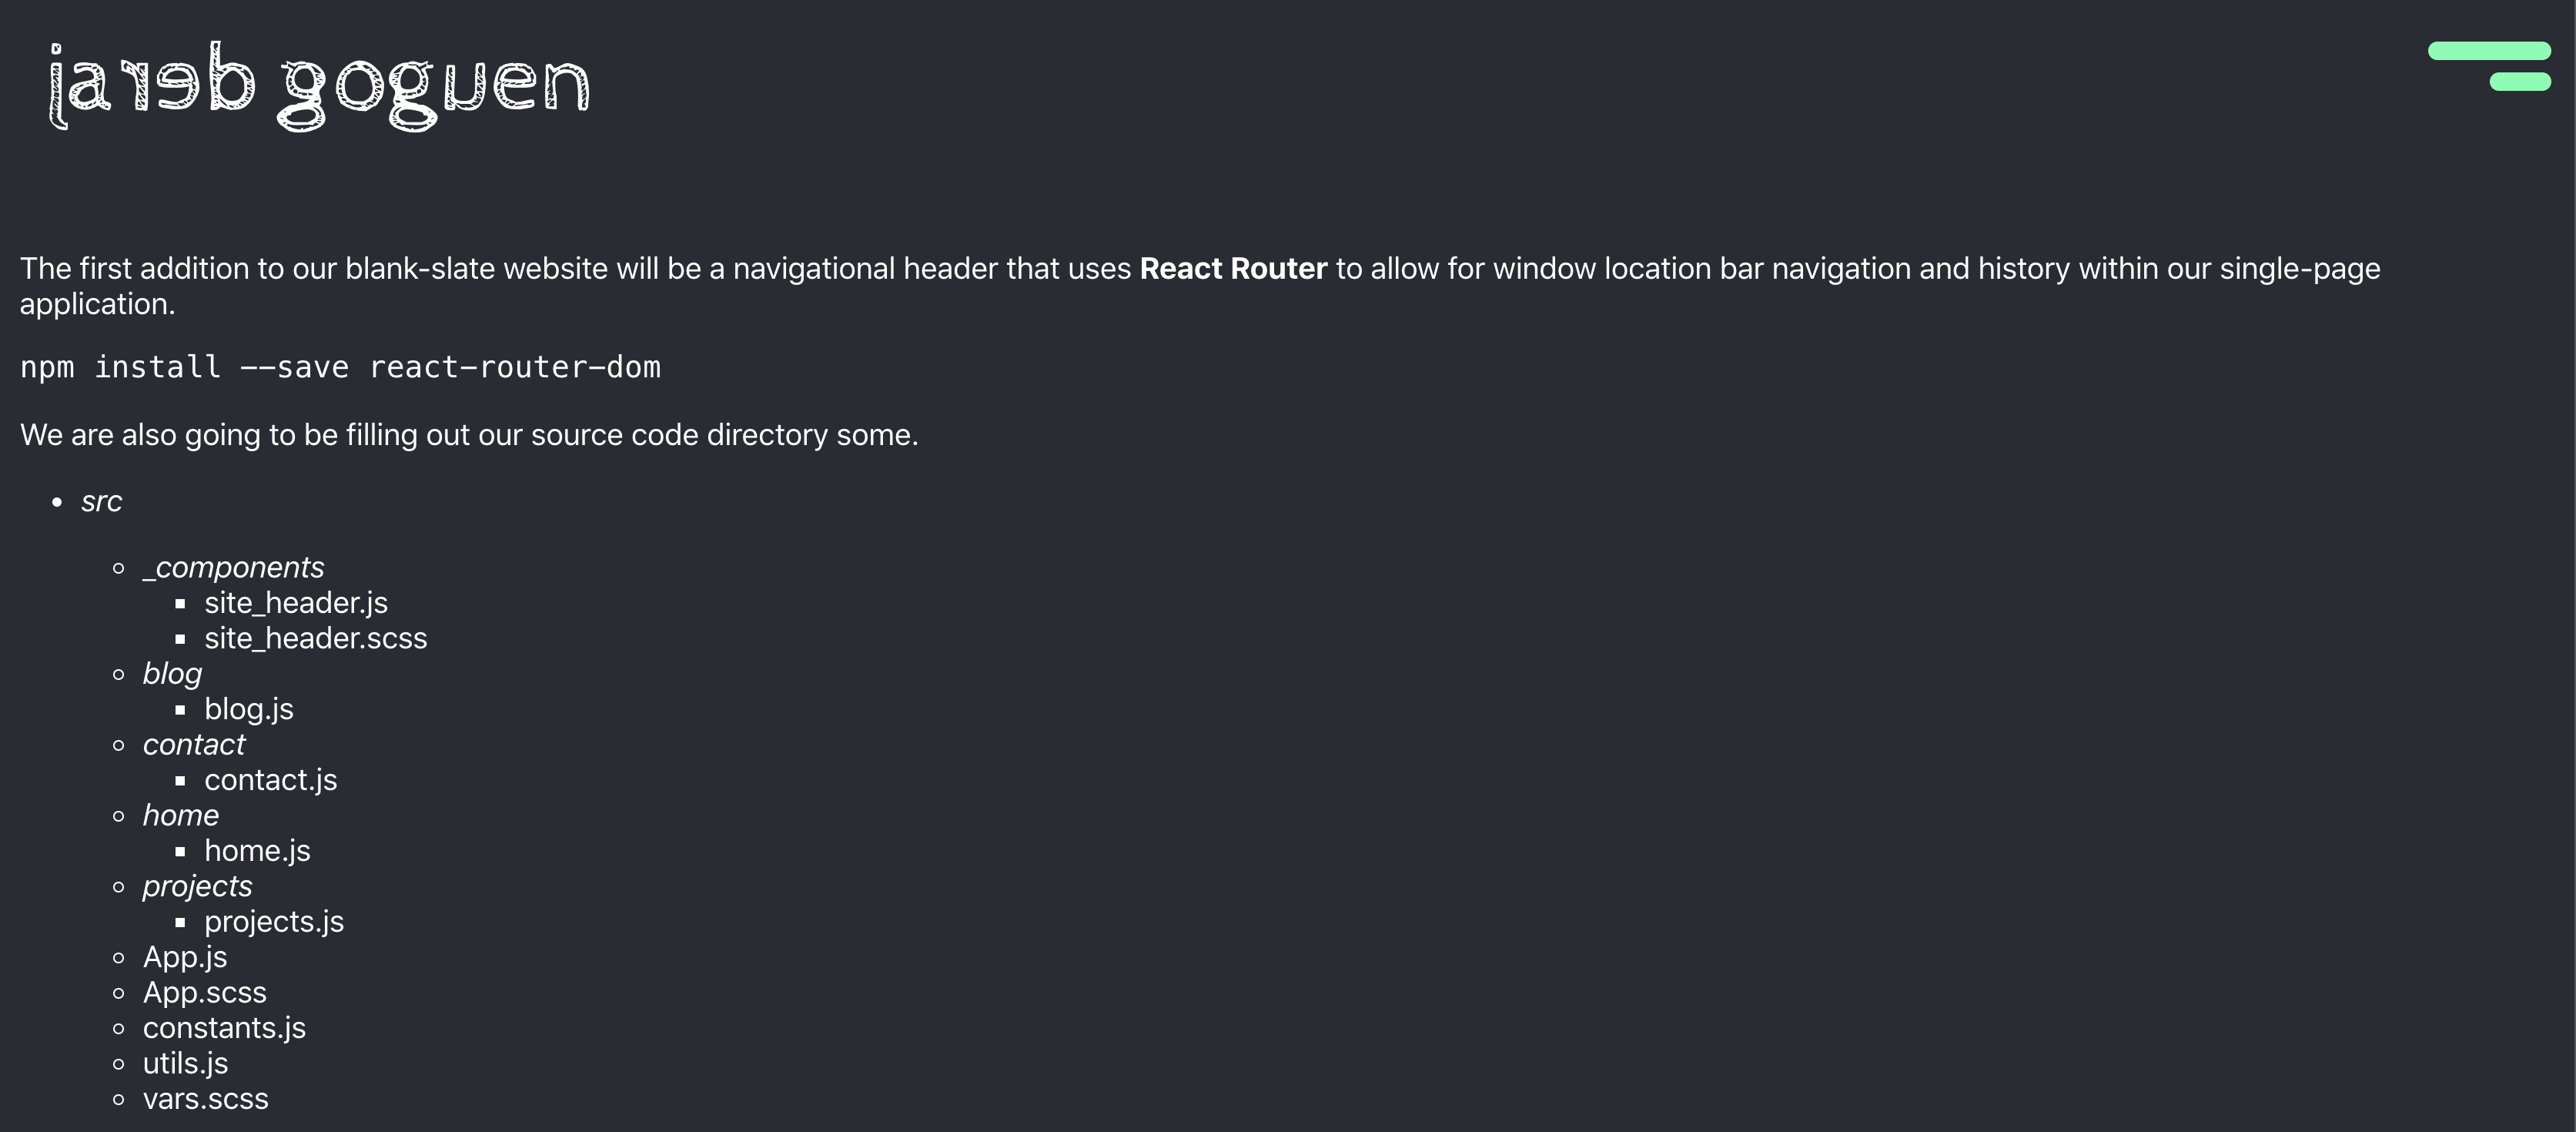 jareb goguen
The first addition to our blank-slate website will be a navigational header that uses React Router to allow for window location bar navigation and history within our single-page
application.
npm install --save react-router-dom
We are also going to be filling out our source code directory some.
src
_components
site_header.js
site_header.scss
blog
blog.js
contact
contact.js
home
home.js
projects
projects.js
App.js
App.scss
constants.js
utils.js
vars.scss